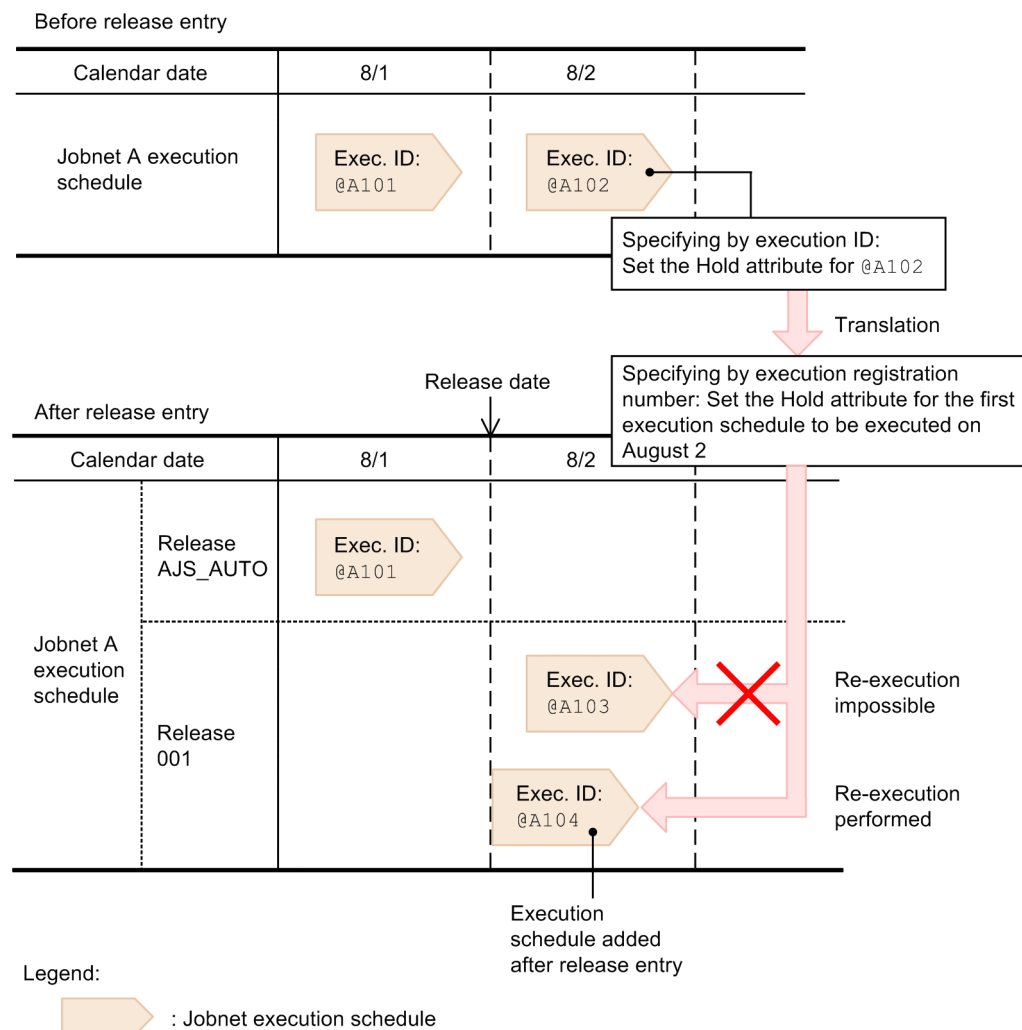 Before release entry
Calendar date
8/1
8/2
Jobnet A execution
schedule
Exec. ID:
@A101
Exec. ID:
@A102
Specifying by execution ID:
Set the Hold attribute for @A102
Translation
Release date
Specifying by execution registration
number: Set the Hold attribute for the first
execution schedule to be executed on
August 2
After release entry
Calendar date
8/1
8/2
Release
AJS_AUTO
Exec. ID:
@A101
Jobnet A
execution
schedule
Release
001
Exec. ID:
@A103
Re-execution
impossible
Exec. ID:
@A104
Re-execution
performed
Execution
schedule added
after release entry
Legend:
: Jobnet execution schedule